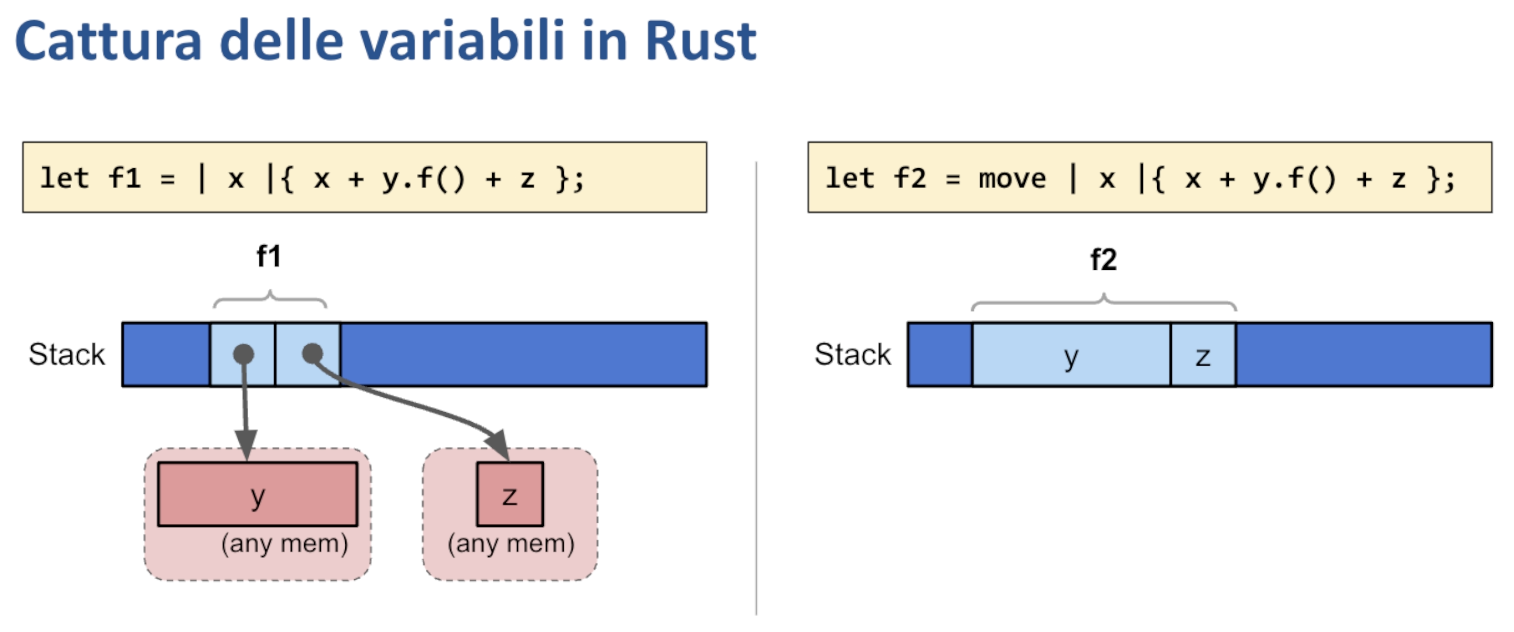 Cattura delle variabili in Rust
let f1 = | x |{ x + y.f() + z };
f1
Stack
y
(any mem)
z
(any mem)
let f2 = move | x |{ x + y.f() + z };
f2
Stack
y
z